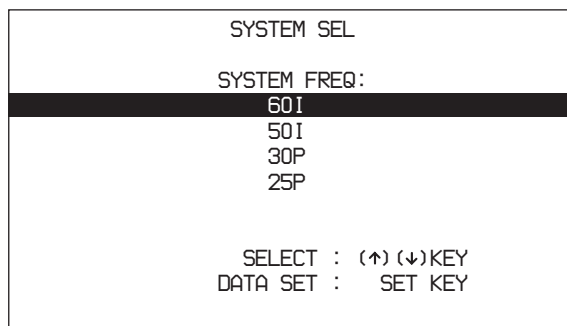 SYSTEM SEL
SYSTEM FREQ:
60I
50I
30P
25P
SELECT : (↑)(↓)KEY
DATA SET : SET KEY